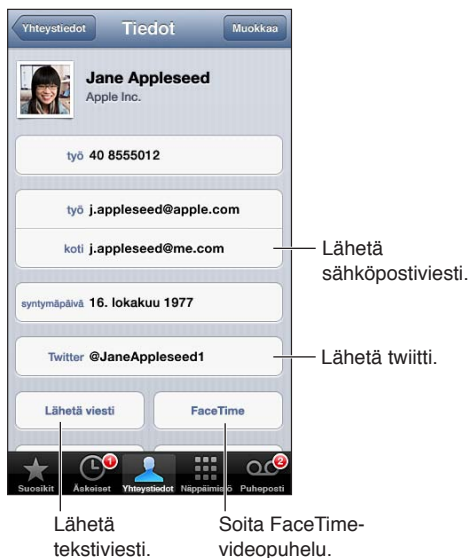 Yhteystiedot Tiedot Muokkaa
Jane Appleseed
Apple Inc.
työ 40 8555012
työ j.appleseed@apple.com
koti j.appleseed@me.com
Lähetä
sähköpostiviesti.
syntymäpäivä 16. lokakuu 1977
Twitter @JaneAppleseed1
Lähetä twiitti.
Lähetä viesti FaceTime
1 2
Suosikit Äskeiset Yhteystiedot Näppäimistö Puheposti
Lähetä
tekstiviesti.
Soita FaceTime-
videopuhelu.